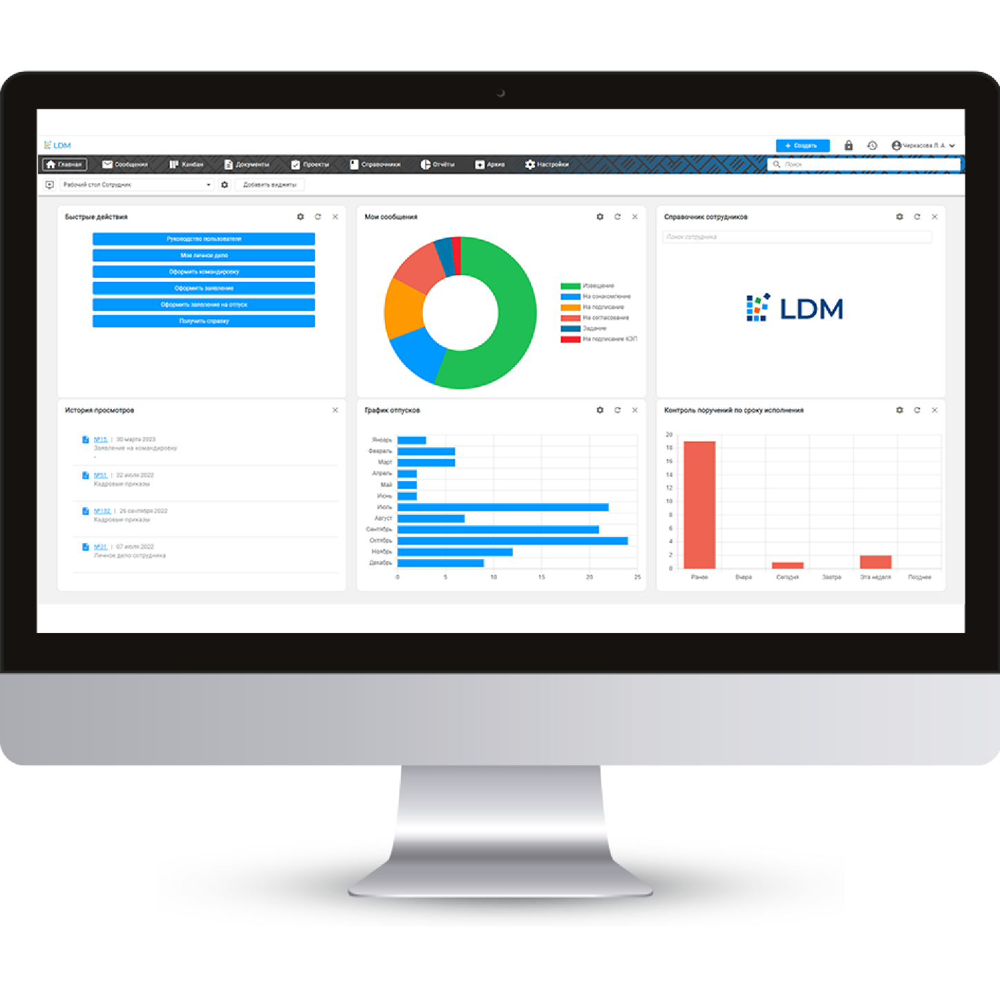 LDM
+ Создать
Черкасова Л. А.
Главная Сообщения Канбан Документы Проекты Справочники Отчёты Архив Настройки Поиск
Рабочий стол Сотрудник Добавить виджеты
Быстрые действия
Руководство пользователя
Мое личное дело
Оформить командировку
Оформить заявление
Оформить заявление на отпуск
Получить справку
Мои сообщения
Извещение
На ознакомление
На подписание
На согласование
Задание
На подписание КЭП
Справочник сотрудников
Поиск сотрудника
LDM
История просмотров
№15 | 30 марта 2023
Заявление на командировку
-
№51 | 22 июля 2022
Кадровые приказы
№132 | 26 сентября 2022
Кадровые приказы
№31 | 07 июля 2022
Личное дело сотрудника
График отпусков
Январь
Февраль
Март
Апрель
Май
Июнь
Июль
Август
Сентябрь
Октябрь
Ноябрь
Декабрь
0 5 10 15 20 25
Контроль поручений по сроку исполнения
20
18
16
14
12
10
8
6
4
2
0
Ранее Вчера Сегодня Завтра Эта неделя Позднее